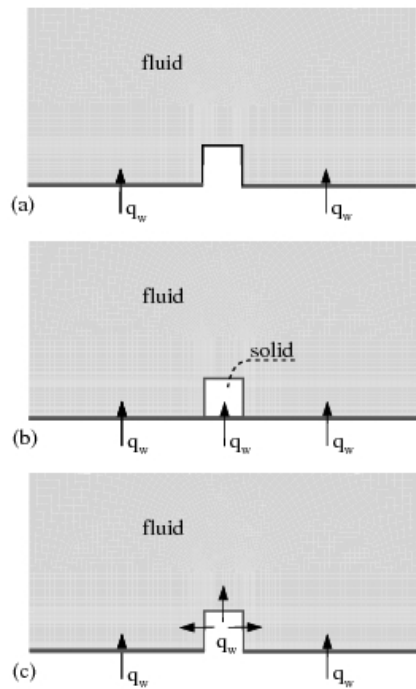 fluid
(a) q_w q_w
fluid
solid
(b) q_w q_w q_w
fluid
q_w
(c) q_w q_w